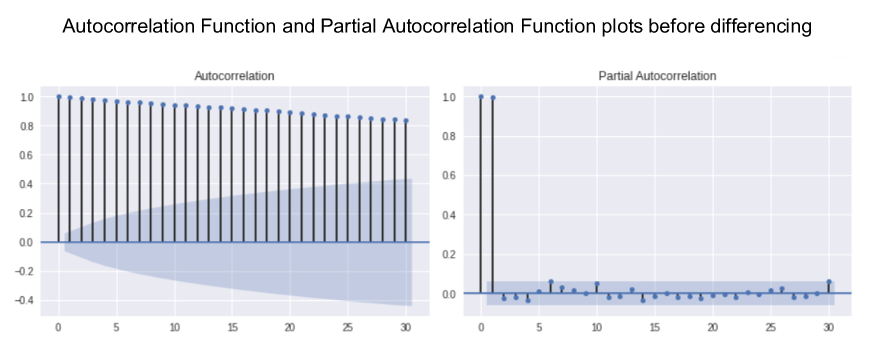 Autocorrelation Function and Partial Autocorrelation Function plots before differencing
Autocorrelation
1.0
0.8
0.6
0.4
0.2
0.0
−0.2
−0.4
0 5 10 15 20 25 30
Partial Autocorrelation
1.0
0.8
0.6
0.4
0.2
0.0
0 5 10 15 20 25 30